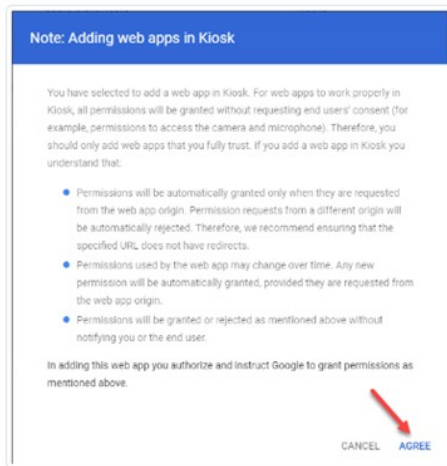 Note: Adding web apps in Kiosk
You have selected to add a web app in Kiosk. For web apps to work properly in
Kiosk, all permissions will be granted without requesting end users' consent (for
example, permissions to access the camera and microphone). Therefore, you
should only add web apps that you fully trust. If you add a web app in Kiosk you
understand that:
Permissions will be automatically granted only when they are requested
from the web app origin. Permission requests from a different origin will
be automatically rejected. Therefore, we recommend ensuring that the
specified URL does not have redirects.
Permissions used by the web app may change over time. Any new
permission will be automatically granted, provided they are requested from
the web app origin.
Permissions will be granted or rejected as mentioned above without
notifying you or the end user.
In adding this web app you authorize and instruct Google to grant permissions as
mentioned above.
CANCEL AGREE